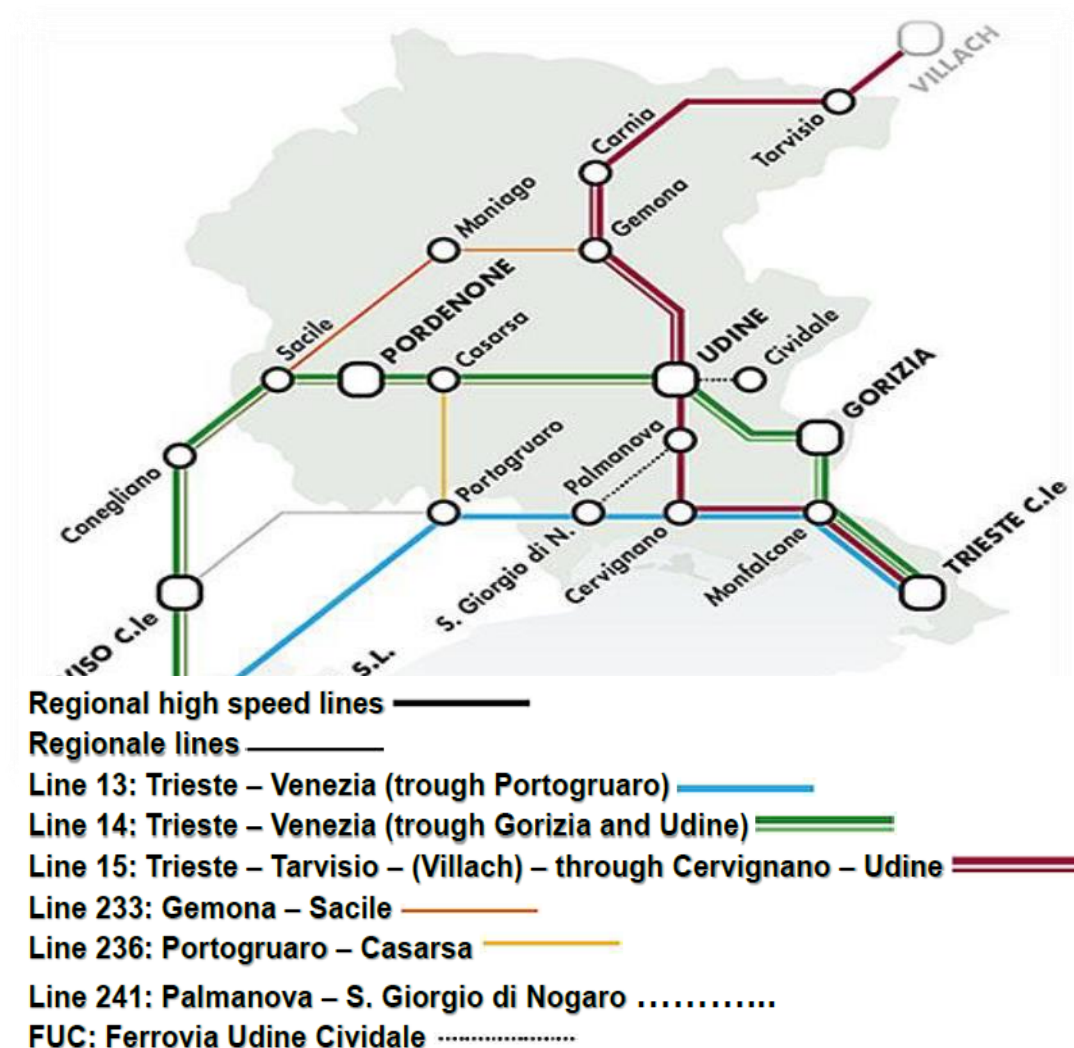 VILLACH
Tarvisio
Carnia
Gemona
Maniago
PORDENONE
Sacile
Casarsa
UDINE
Cividale
GORIZIA
Palmanova
Portogruaro
Conegliano
S. Giorgio di N.
Cervignano
Monfalcone
TRIESTE C.le
VISO C.le
S.L.
Regional high speed lines
Regionale lines
Line 13: Trieste – Venezia (trough Portogruaro)
Line 14: Trieste – Venezia (trough Gorizia and Udine)
Line 15: Trieste – Tarvisio – (Villach) – through Cervignano – Udine
Line 233: Gemona – Sacile
Line 236: Portogruaro – Casarsa
Line 241: Palmanova – S. Giorgio di Nogaro
FUC: Ferrovia Udine Cividale